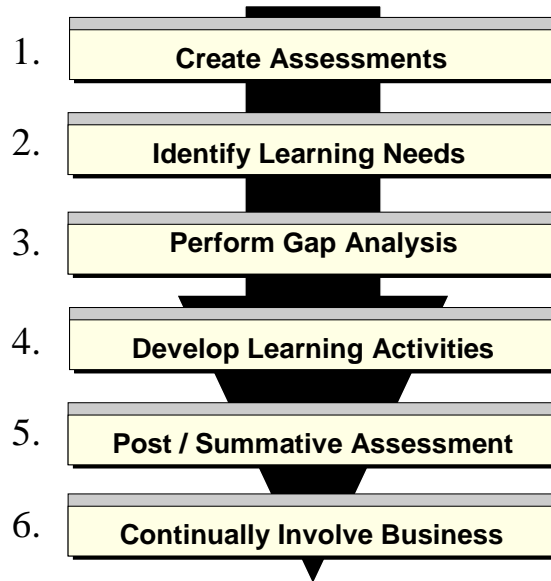 1. Create Assessments
2. Identify Learning Needs
3. Perform Gap Analysis
4. Develop Learning Activities
5. Post / Summative Assessment
6. Continually Involve Business